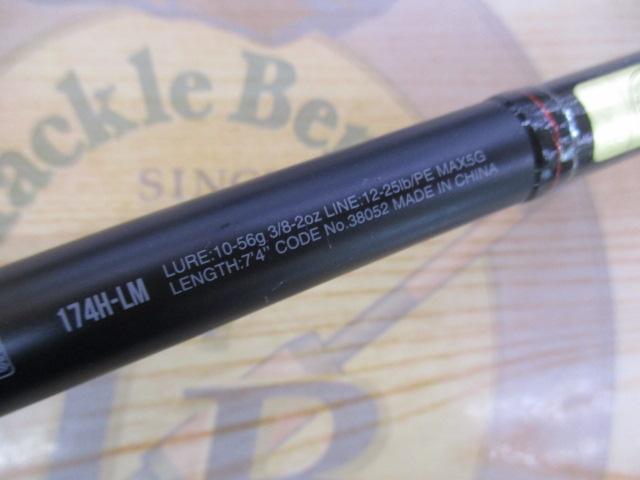 ackle Be
SINC
174H-LM
LURE:10-56g 3/8-2oz LINE:12-25lb/PE MAX5G
LENGTH:7'4" CODE No.38052 MADE IN CHINA